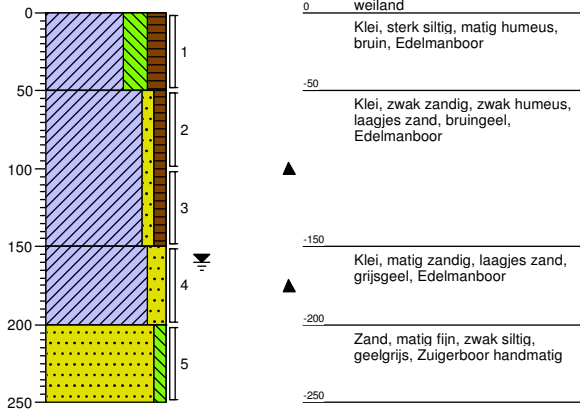 0
50
100
150
200
250
1
2
3
4
5
0
weiland
Klei, sterk siltig, matig humeus,
bruin, Edelmanboor
-50
Klei, zwak zandig, zwak humeus,
laagjes zand, bruingeel,
Edelmanboor
-150
Klei, matig zandig, laagjes zand,
grijsgeel, Edelmanboor
-200
Zand, matig fijn, zwak siltig,
geelgrijs, Zuigerboor handmatig
-250